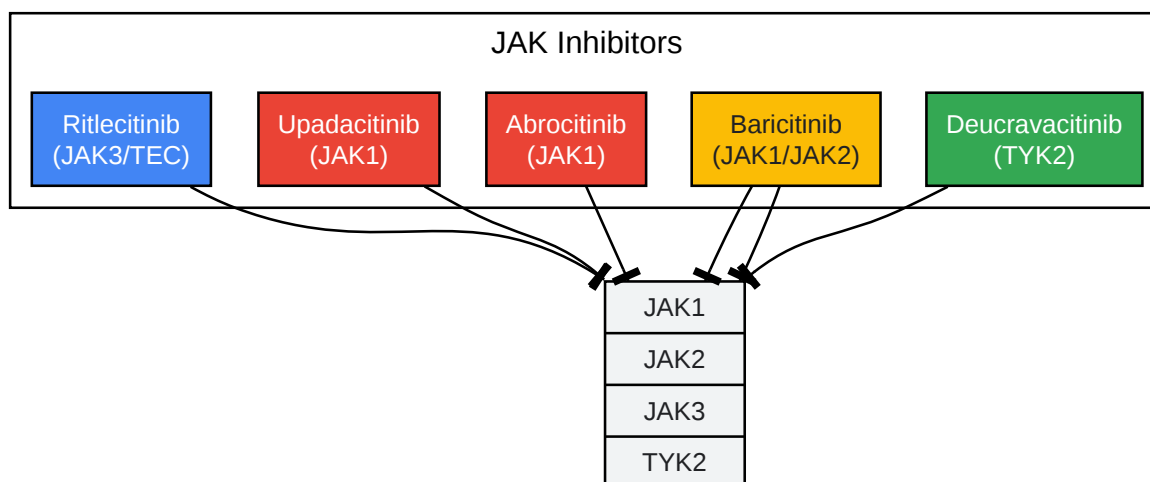 JAK Inhibitors
Ritlecitinib
(JAK3/TEC)
Upadacitinib
(JAK1)
Abrocitinib
(JAK1)
Baricitinib
(JAK1/JAK2)
Deucravacitinib
(TYK2)
JAK1
JAK2
JAK3
TYK2